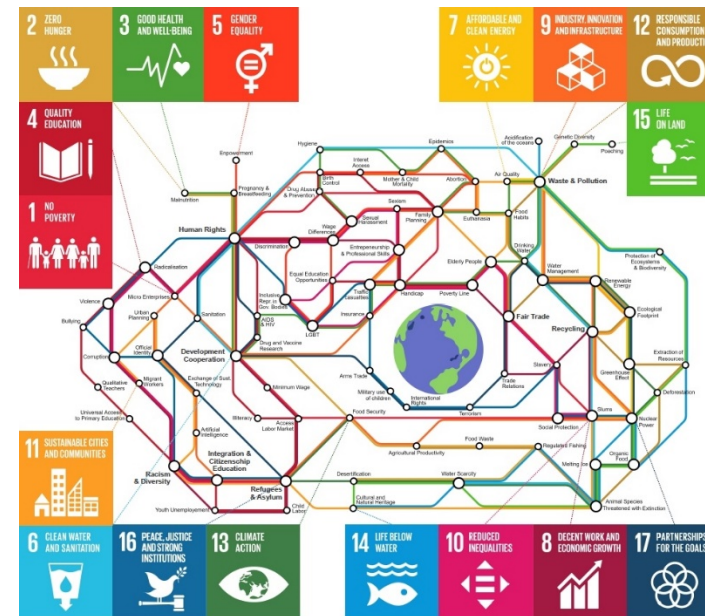 2 ZERO
HUNGER
3 GOOD HEALTH
AND WELL-BEING
5 GENDER
EQUALITY
7 AFFORDABLE AND
CLEAN ENERGY
9 INDUSTRY, INNOVATION
AND INFRASTRUCTURE
12 RESPONSIBLE
CONSUMPTION
AND PRODUCTI
4 QUALITY
EDUCATION
15 LIFE
ON LAND
1 NO
POVERTY
Hygiene
Epidemics
Acidification
of the oceans
Genetic Diversity
Poaching
Empowerment
Internet
Access
Mother & Child
Mortality
Abortion
Air Quality
Waste & Pollution
Malnutrition
Pregnancy &
Breastfeeding
Drug Abuse
& Prevention
Birth
Control
Sexism
Family
Planning
Euthanasia
Food
Habits
Human Rights
Wage
Differences
Sexual
Harassment
Discrimination
Entrepreneurship
& Professional Skills
Elderly People
Drinking
Water
Protection of
Ecosystems
& Biodiversity
Radicalisation
Equal Education
Opportunities
Water
Management
Renewable
Energy
Violence
Micro Enterprises
Inclusive
Rep. in
Gov. Bodies
Traffic
Casualties
Handicap
Poverty Line
Ecological
Footprint
Bullying
Urban
Planning
Sanitation
AIDS
& HIV
LGBT
Insurance
Fair Trade
Recycling
Official
Identity
Drug and Vaccine
Research
Corruption
Development
Cooperation
Extraction of
Resources
Greenhouse
Effect
Slavery
Qualitative
Teachers
Migrant
Workers
Exchange of Sust.
Technology
Minimum Wage
Arms Trade
Military use
of children
International
Rights
Trade
Relations
Deforestation
Universal Access
to Primary Education
Illiteracy
Access
Labor Market
Food Security
Terrorism
Social Protection
Slums
Nuclear
Power
Artificial
Intelligence
Food Waste
Agricultural Productivity
Regulated Fishing
Organic
Food
Melting Ice
Integration &
Citizenschip
Education
Racism
& Diversity
Refugees
& Asylum
Desertification
Water Scarcity
Youth Unemployement
Child
Labor
Cultural and
Natural Heritage
Animal Species
Threatened with Extinction
11 SUSTAINABLE CITIES
AND COMMUNITIES
6 CLEAN WATER
AND SANITATION
16 PEACE, JUSTICE
AND STRONG
INSTITUTIONS
13 CLIMATE
ACTION
14 LIFE BELOW
WATER
10 REDUCED
INEQUALITIES
8 DECENT WORK AND
ECONOMIC GROWTH
17 PARTNERSHIPS
FOR THE GOALS